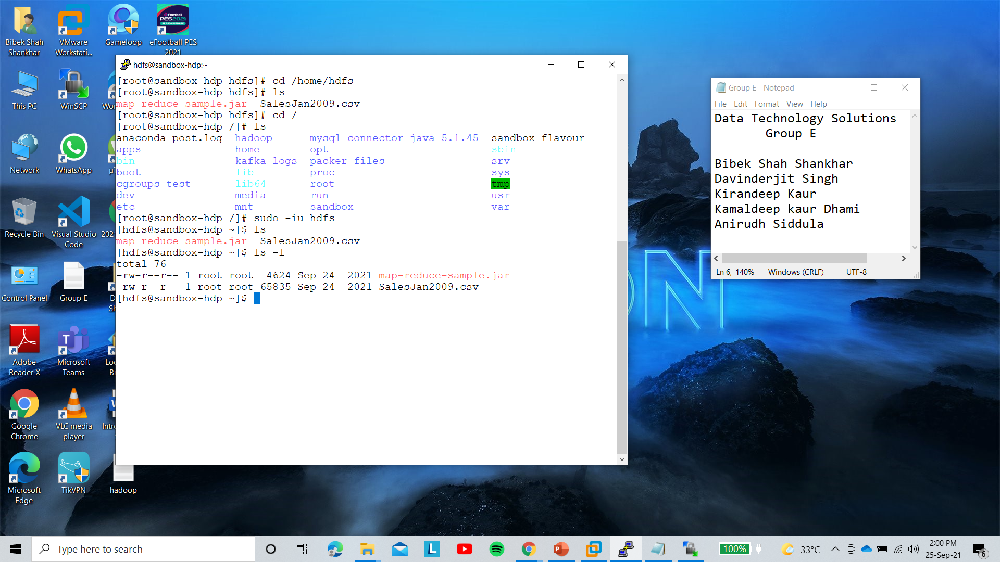 Bibek Shah
Shankhar
VMware
Workstati...
Gameloop
eFootball PES
2021
eFootball
PES2021
SEASON UPDATE
This PC
WinSCP
Wor
Network
WhatsApp
Recycle Bin
Visual Studio
Code
2021
Control Panel
Group E
D
Sh
Adobe
Reader X
Microsoft
Teams
Loc
Br
Google
Chrome
VLC media
player
Intro
Microsoft
Edge
TikVPN
hadoop
hdfs@sandbox-hdp:~
[root@sandbox-hdp hdfs]# cd /home/hdfs
[root@sandbox-hdp hdfs]# ls
map-reduce-sample.jar  SalesJan2009.csv
[root@sandbox-hdp hdfs]# cd /
[root@sandbox-hdp /]# ls
anaconda-post.log  hadoop      mysql-connector-java-5.1.45  sandbox-flavour
apps               home        opt                          sbin
bin                kafka-logs  packer-files                 srv
boot               lib         proc                         sys
cgroups_test       lib64       root                         tmp
dev                media       run                          usr
etc                mnt         sandbox                      var
[root@sandbox-hdp /]# sudo -iu hdfs
[hdfs@sandbox-hdp ~]$ ls
map-reduce-sample.jar  SalesJan2009.csv
[hdfs@sandbox-hdp ~]$ ls -l
total 76
-rw-r--r-- 1 root root  4624 Sep 24  2021 map-reduce-sample.jar
-rw-r--r-- 1 root root 65835 Sep 24  2021 SalesJan2009.csv
[hdfs@sandbox-hdp ~]$
Group E - Notepad
File Edit Format View Help
Data Technology Solutions
Group E
Bibek Shah Shankhar
Davinderjit Singh
Kirandeep Kaur
Kamaldeep kaur Dhami
Anirudh Siddula
Ln 6 140% Windows (CRLF) UTF-8
ON
Type here to search
100%
33°C
2:00 PM
25-Sep-21
6